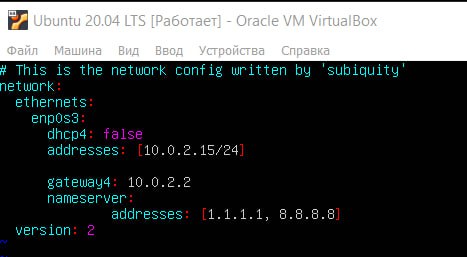 Ubuntu 20.04 LTS [Работает] - Oracle VM VirtualBox
Файл Машина Вид Ввод Устройства Справка
# This is the network config written by 'subiquity'
network:
  ethernets:
    enp0s3:
      dhcp4: false
      addresses: [10.0.2.15/24]

      gateway4: 10.0.2.2
      nameserver:
              addresses: [1.1.1.1, 8.8.8.8]
  version: 2
~